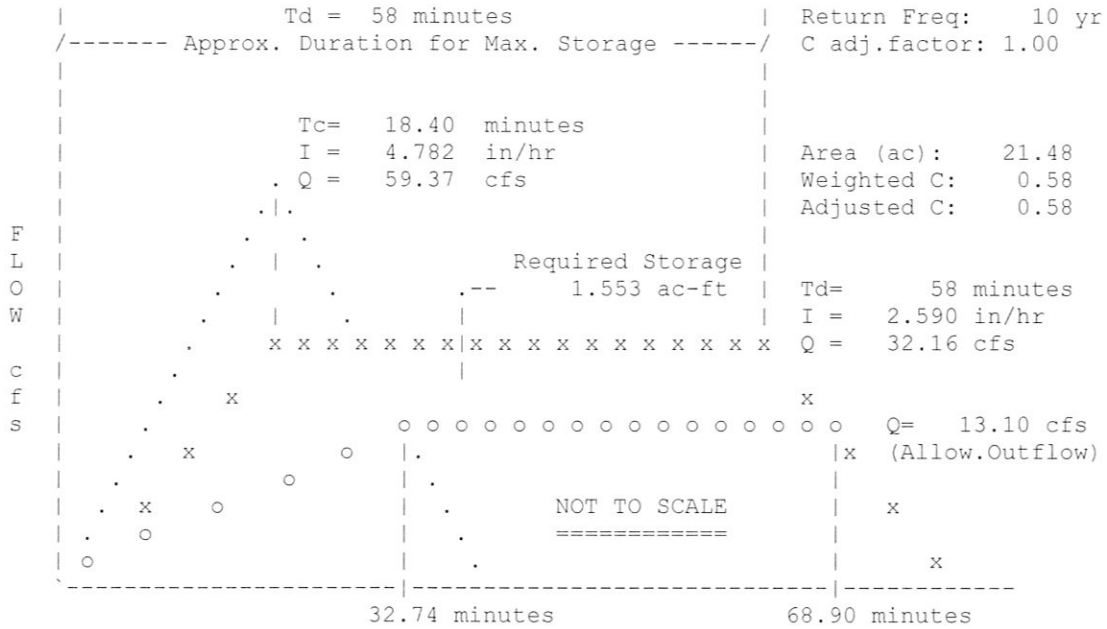 Td = 58 minutes | Return Freq: 10 yr
/------- Approx. Duration for Max. Storage ------/ C adj.factor: 1.00
Tc= 18.40 minutes
I = 4.782 in/hr | Area (ac): 21.48
. Q = 59.37 cfs | Weighted C: 0.58
Adjusted C: 0.58
F
L Required Storage
O 1.553 ac-ft | Td= 58 minutes
W I = 2.590 in/hr
x x x x x x x|x x x x x x x x x x x Q = 32.16 cfs
c
f x x
s o o o o o o o o o o o o o o o o Q= 13.10 cfs
x o x (Allow.Outflow)
o
x o NOT TO SCALE x
o ============
o x
32.74 minutes 68.90 minutes